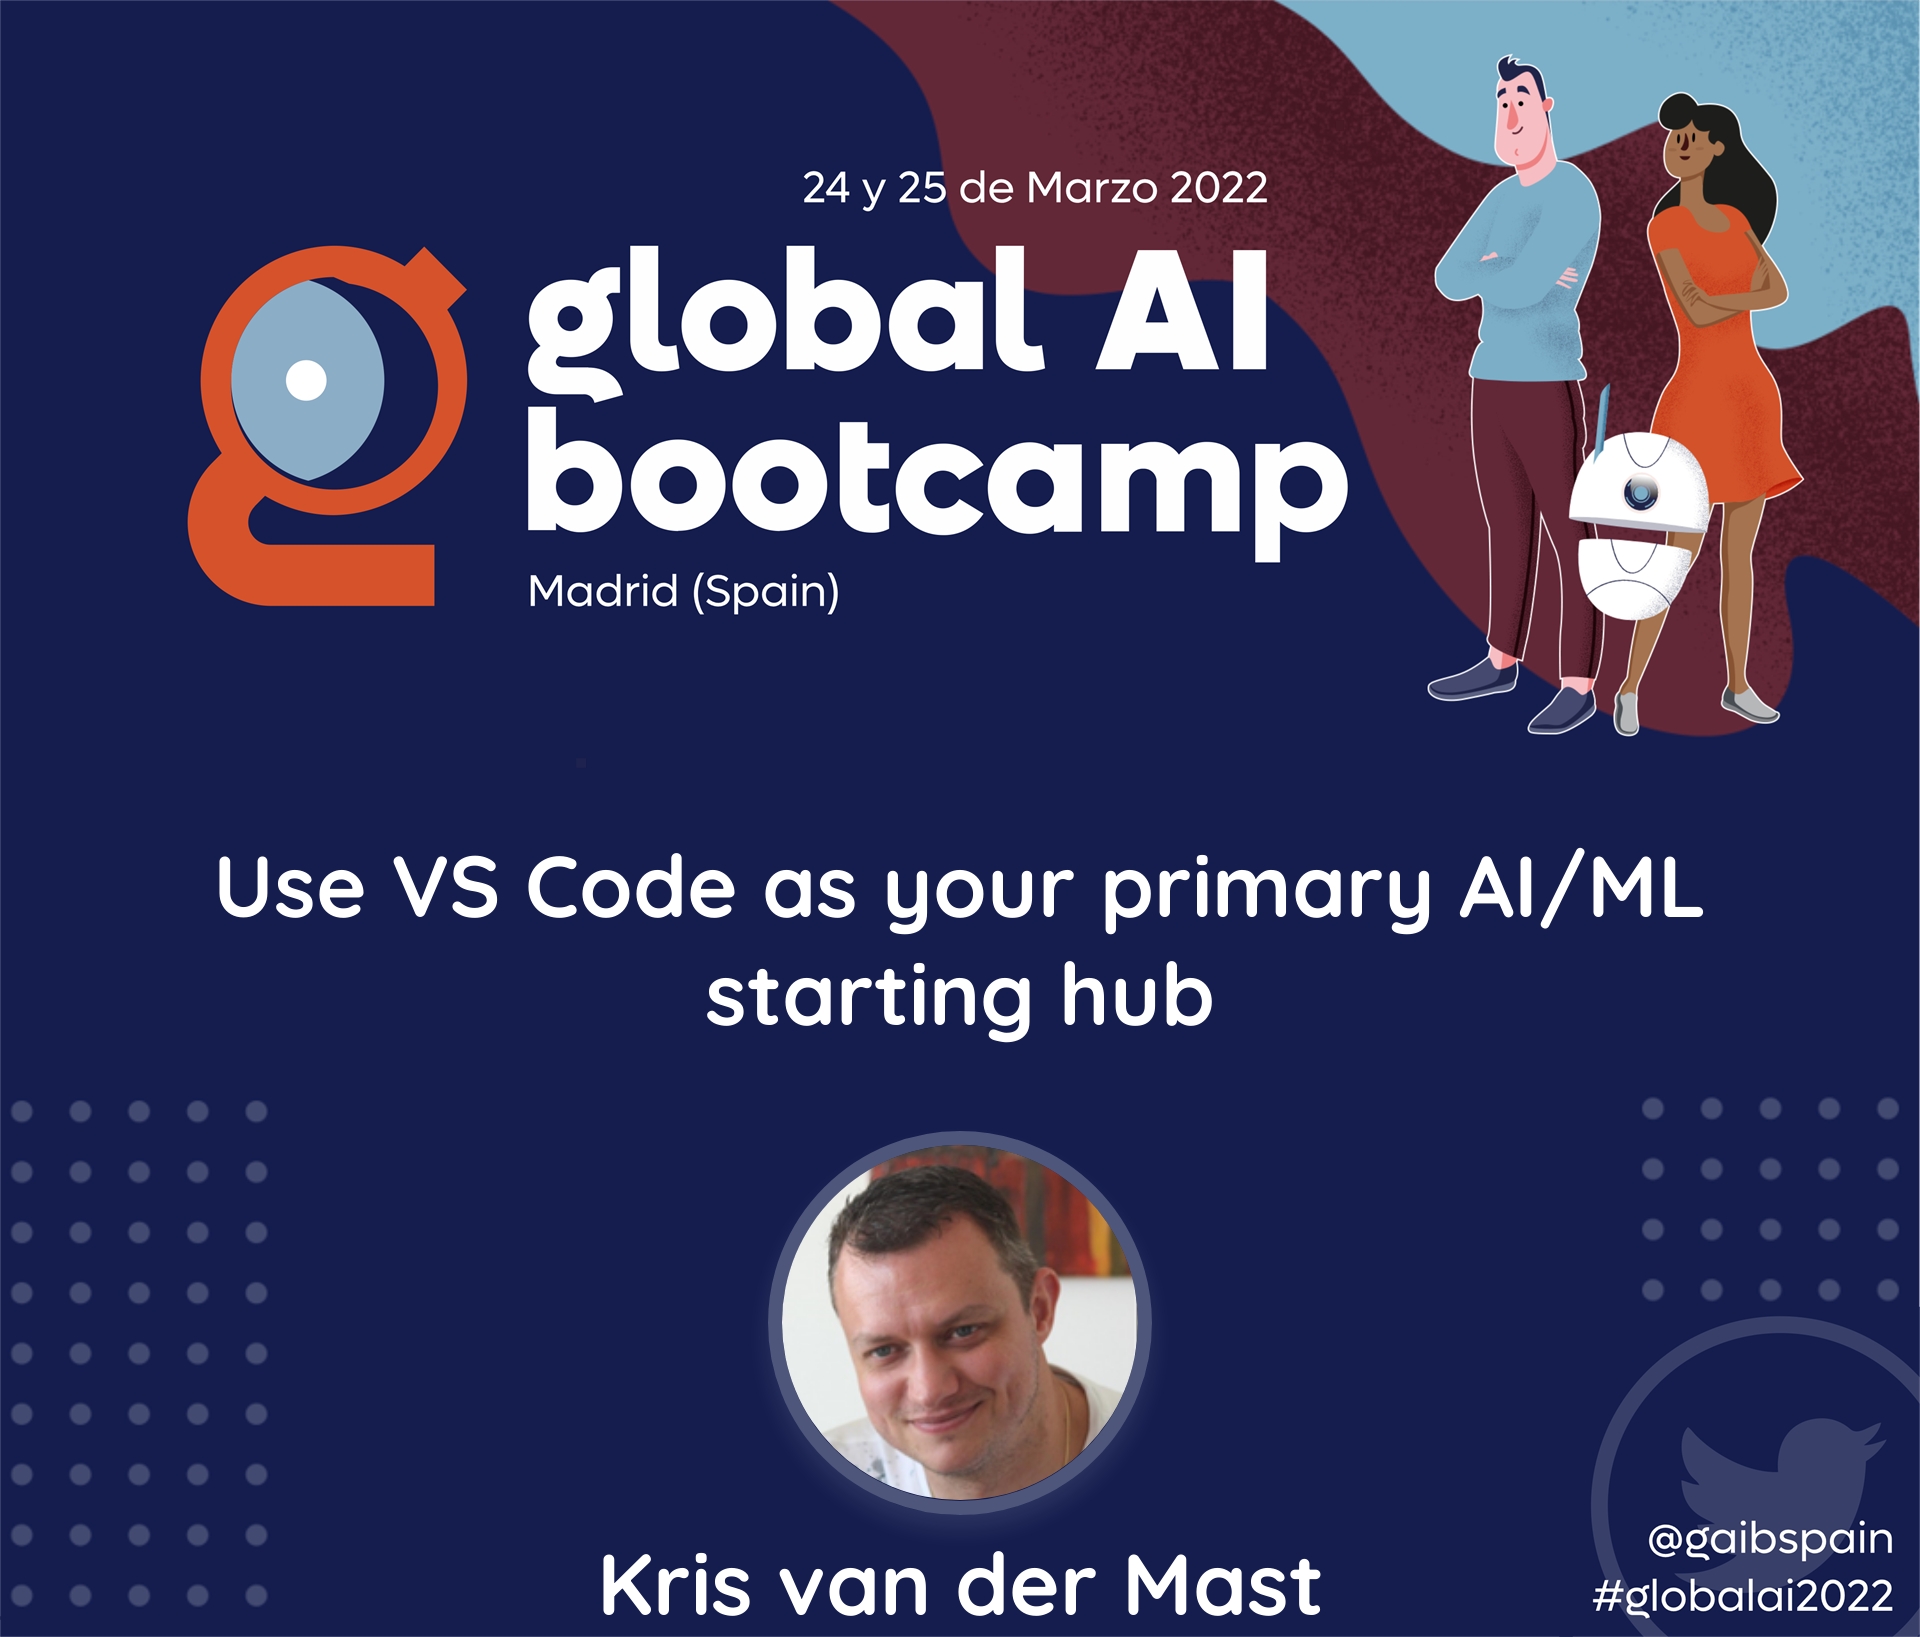 24 y 25 de Marzo 2022
global AI
bootcamp
Madrid (Spain)
Use VS Code as your primary AI/ML
starting hub
Kris van der Mast
@gaibspain
#globalai2022